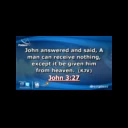 John answered and said, A
man can receive nothing,
except it be given him
from heaven. (KJV)
John 3:27